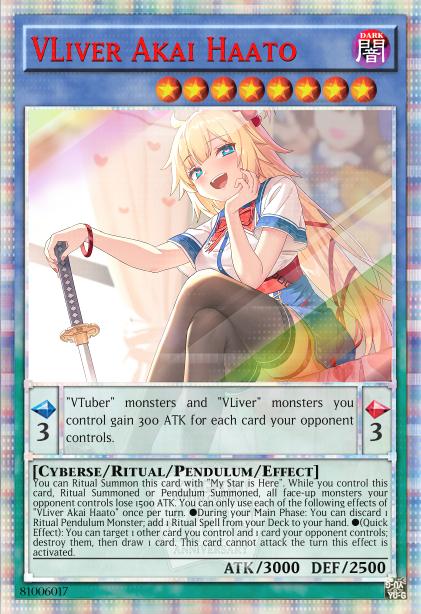 VLiver Akai Haato
DARK
闇
"VTuber" monsters and "VLiver" monsters you
control gain 300 ATK for each card your opponent
controls.
3
3
[Cyberse/Ritual/Pendulum/Effect]
You can Ritual Summon this card with "My Star is Here". While you control this
card, Ritual Summoned or Pendulum Summoned, all face-up monsters your
opponent controls lose 1500 ATK. You can only use each of the following effects of
"VLiver Akai Haato" once per turn. ●During your Main Phase: You can discard 1
Ritual Pendulum Monster; add 1 Ritual Spell from your Deck to your hand. ●(Quick
Effect): You can target 1 other card you control and 1 card your opponent controls;
destroy them, then draw 1 card. This card cannot attack the turn this effect is
activated.
ANNIVERSARY
ATK/3000 DEF/2500
81006017